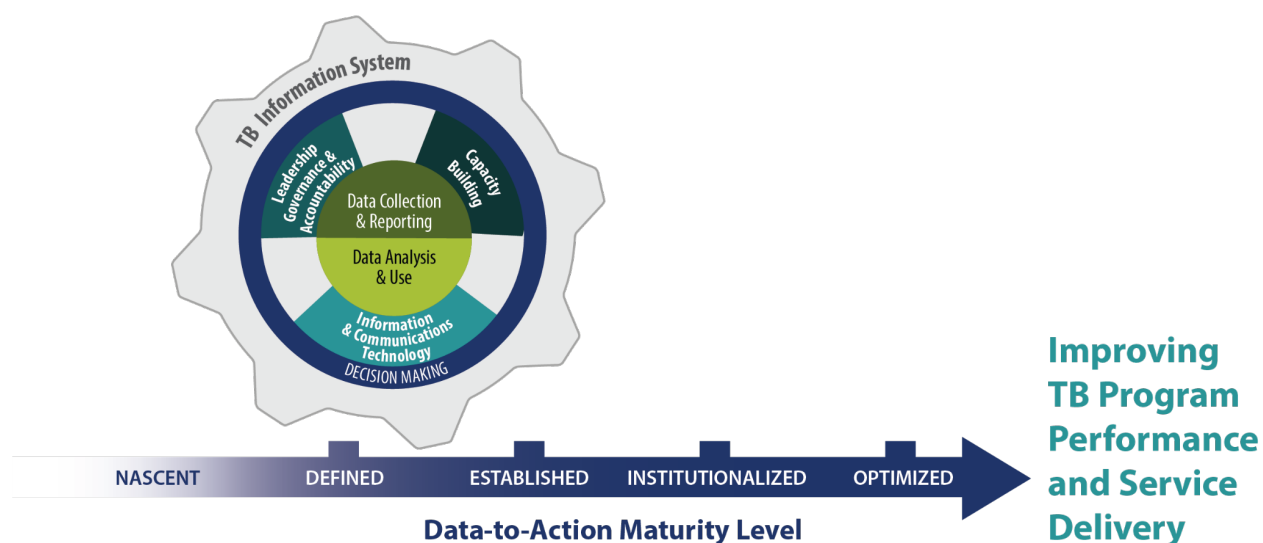 TB Information System
Leadership
Governance &
Accountability
Capacity
Building
Data Collection
& Reporting
Data Analysis
& Use
Information
& Communications
Technology
DECISION MAKING
NASCENT
DEFINED
ESTABLISHED
INSTITUTIONALIZED
OPTIMIZED
Data-to-Action Maturity Level
Improving
TB Program
Performance
and Service
Delivery